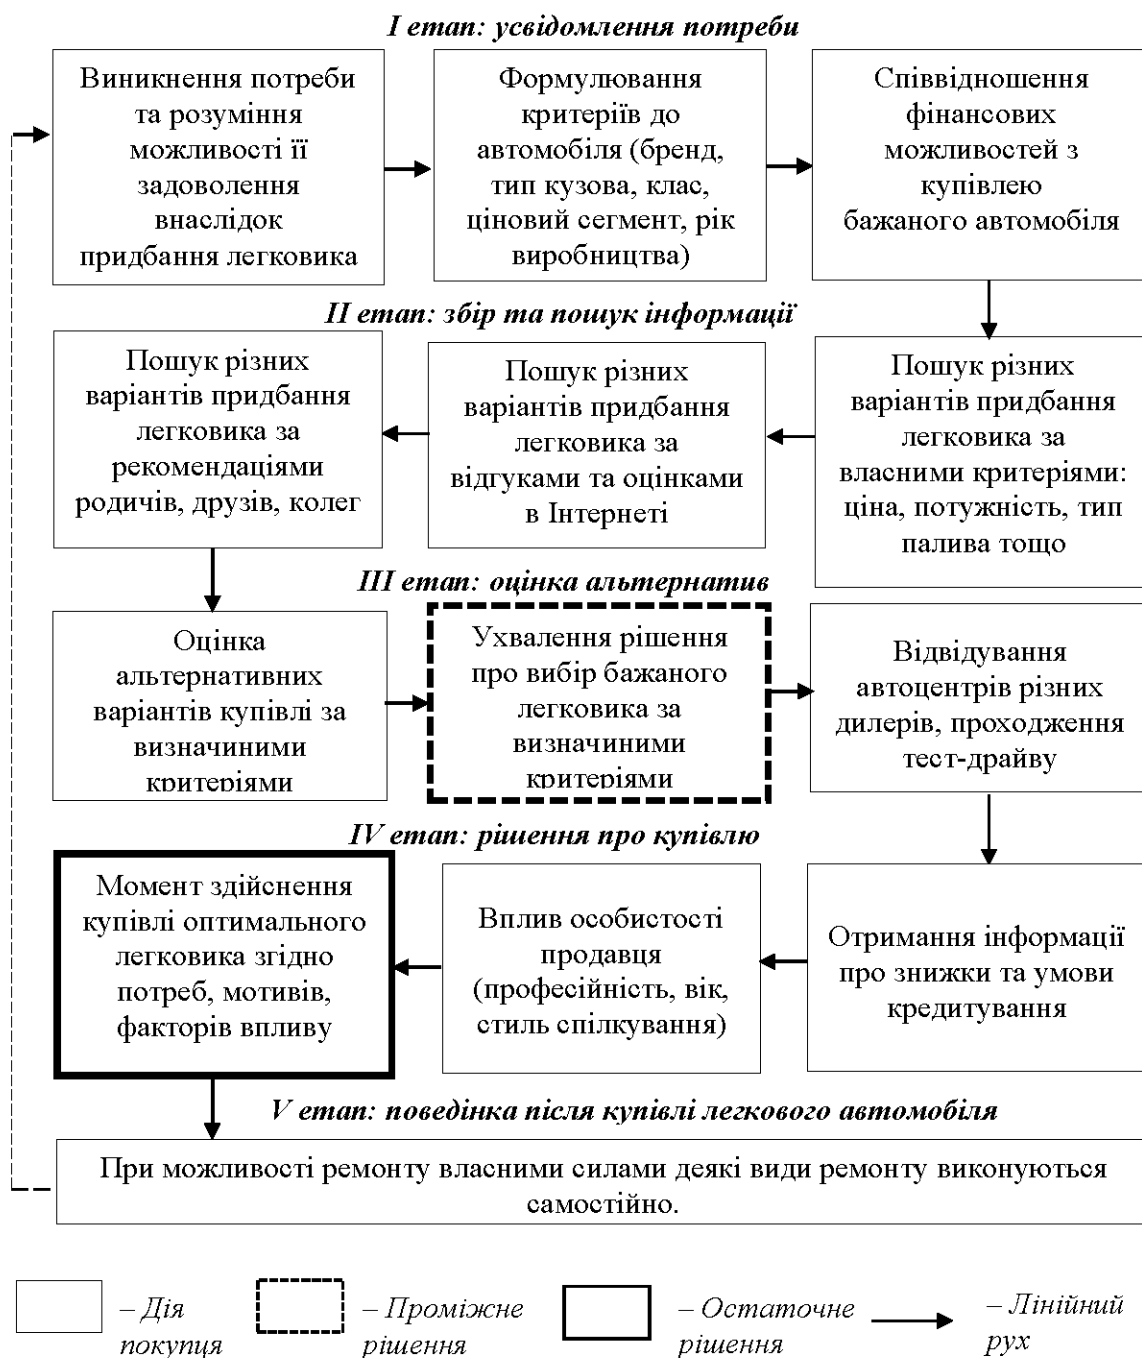 I етап: усвідомлення потреби
Виникнення потреби
та розуміння
можливості її
задоволення
внаслідок
придбання легковика
Формулювання
критеріїв до
автомобіля (бренд,
тип кузова, клас,
ціновий сегмент, рік
виробництва)
Співвідношення
фінансових
можливостей з
купівлею
бажаного автомобіля
II етап: збір та пошук інформації
Пошук різних
варіантів придбання
легковика за
рекомендаціями
родичів, друзів, колег
Пошук різних
варіантів придбання
легковика за
відгуками та оцінками
в Інтернеті
Пошук різних
варіантів придбання
легковика за
власними критеріями:
ціна, потужність, тип
палива тощо
III етап: оцінка альтернатив
Оцінка
альтернативних
варіантів купівлі за
визначиними
критеріями
Ухвалення рішення
про вибір бажаного
легковика за
визначиними
критеріями
Відвідування
автоцентрів різних
дилерів, проходження
тест-драйву
IV етап: рішення про купівлю
Момент здійснення
купівлі оптимального
легковика згідно
потреб, мотивів,
факторів впливу
Вплив особистості
продавця
(професійність, вік,
стиль спілкування)
Отримання інформації
про знижки та умови
кредитування
V етап: поведінка після купівлі легкового автомобіля
При можливості ремонту власними силами деякі види ремонту виконуються
самостійно.
– Дія
покупця
– Проміжне
рішення
– Остаточне
рішення
– Лінійний
рух